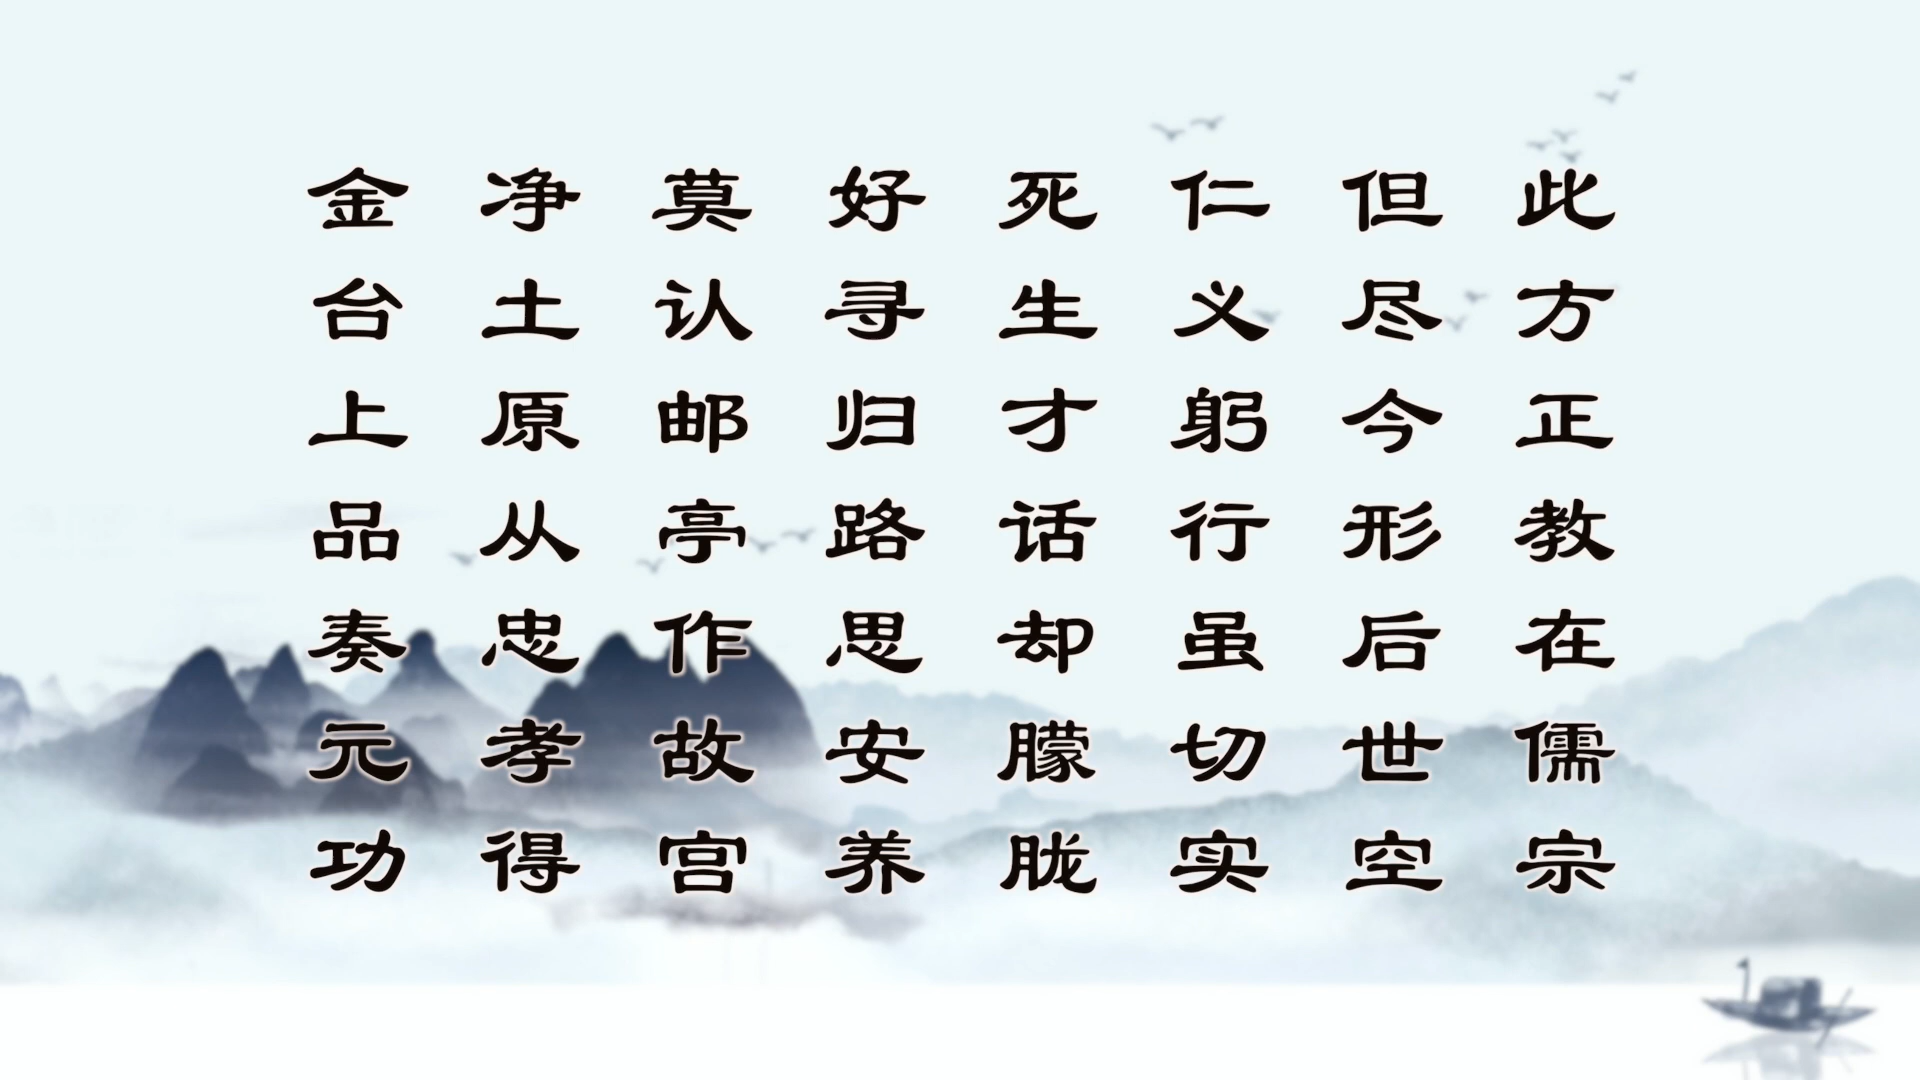 此方正教在儒宗
但尽今形后世空
仁义躬行虽切实
死生才话却朦胧
好寻归路思安养
莫认邮亭作故宫
净土原从忠孝得
金台上品奏元功